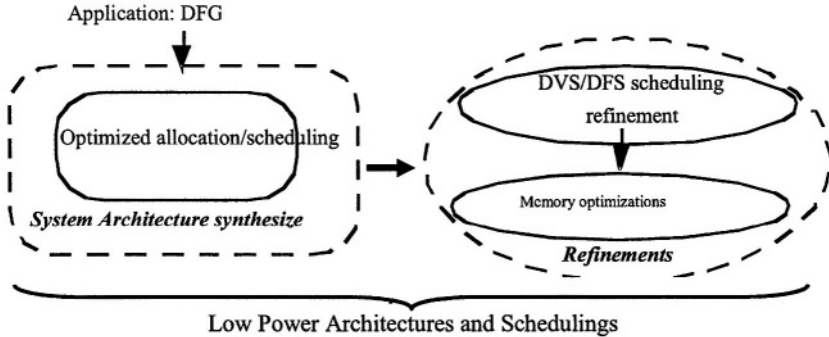 Application: DFG
Optimized allocation/scheduling
System Architecture synthesize
DVS/DFS scheduling
refinement
Memory optimizations
Refinements
Low Power Architectures and Schedulings